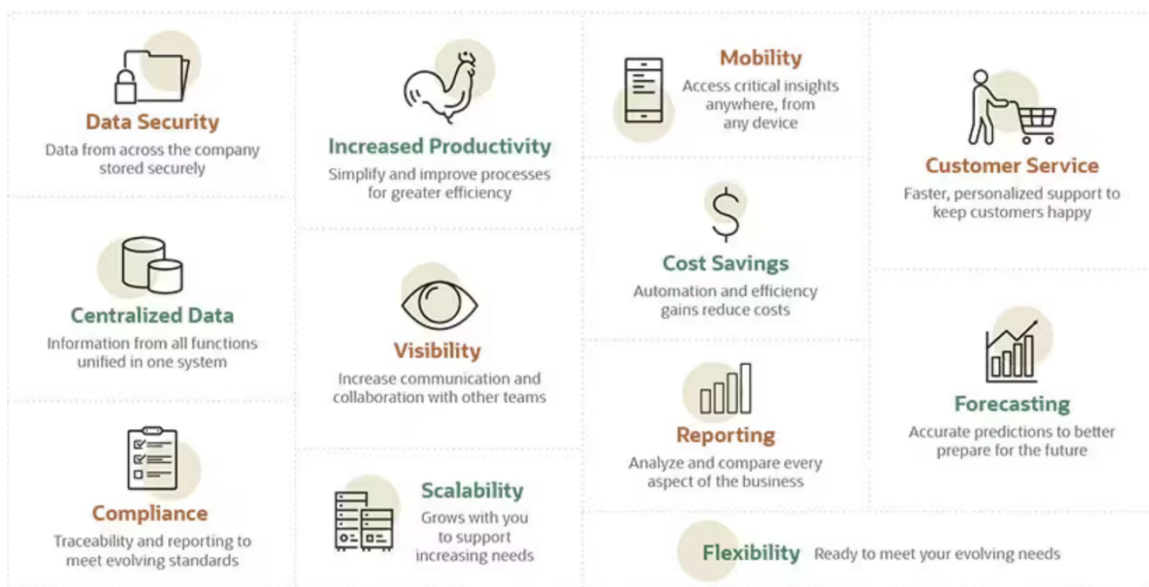 Data Security
Data from across the company
stored securely
Centralized Data
Information from all functions
unified in one system
Compliance
Traceability and reporting to
meet evolving standards
Increased Productivity
Simplify and improve processes
for greater efficiency
Visibility
Increase communication and
collaboration with other teams
Scalability
Grows with you
to support
increasing needs
Mobility
Access critical insights
anywhere, from
any device
Cost Savings
Automation and efficiency
gains reduce costs
Reporting
Analyze and compare every
aspect of the business
Customer Service
Faster, personalized support to
keep customers happy
Forecasting
Accurate predictions to better
prepare for the future
Flexibility Ready to meet your evolving needs